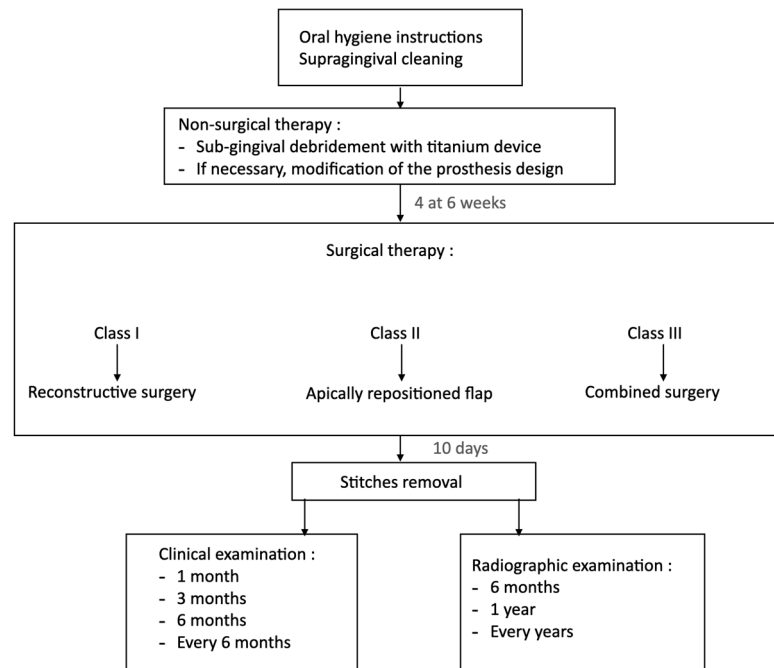 Oral hygiene instructions
Supragingival cleaning
Non-surgical therapy :
- Sub-gingival debridement with titanium device
- If necessary, modification of the prosthesis design
4 at 6 weeks
Surgical therapy :
Class I
Class II
Class III
Reconstructive surgery
Apically repositioned flap
Combined surgery
10 days
Stitches removal
Clinical examination :
- 1 month
- 3 months
- 6 months
- Every 6 months
Radiographic examination :
- 6 months
- 1 year
- Every years